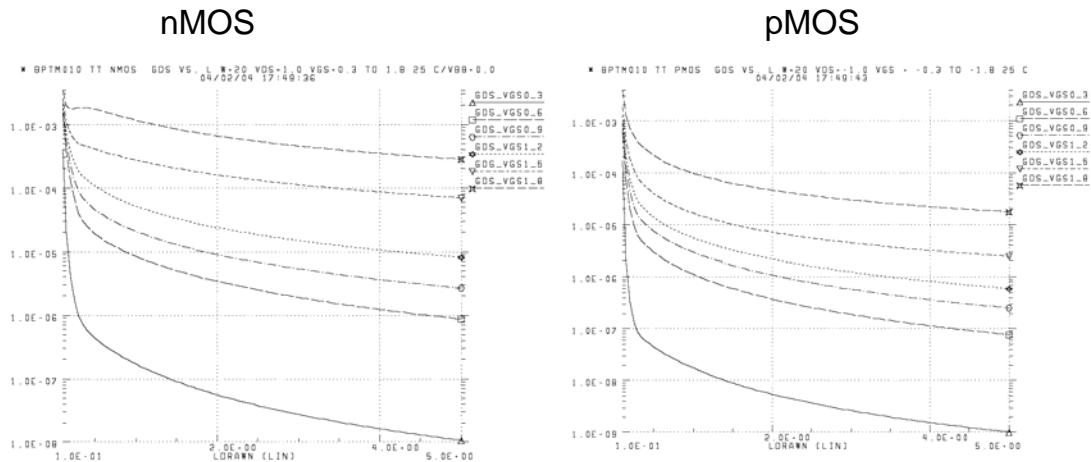 nMOS
pMOS
* BPTM010 TT NMOS GDS VS. L W=20 VDS=1.0 VGS=0.3 TO 1.8 25 C/VBB=0.0
04/02/04 17:49:36
GDS_VGS0_3
GDS_VGS0_6
GDS_VGS0_9
GDS_VGS1_2
GDS_VGS1_5
GDS_VGS1_8
1.0E-03
1.0E-04
1.0E-05
1.0E-06
1.0E-07
1.0E-08
1.0E-01
2.0E+00
4.0E+00
5.0E+00
LDRAWN (LIN)
* BPTM010 TT PMOS GDS VS. L W=20 VDS=-1.0 VGS = -0.3 TO -1.8 25 C
04/02/04 17:49:43
GDS_VGS0_3
GDS_VGS0_6
GDS_VGS0_9
GDS_VGS1_2
GDS_VGS1_5
GDS_VGS1_8
1.0E-03
1.0E-04
1.0E-05
1.0E-06
1.0E-07
1.0E-08
1.0E-09
1.0E-01
2.0E+00
4.0E+00
5.0E+00
LDRAWN (LIN)